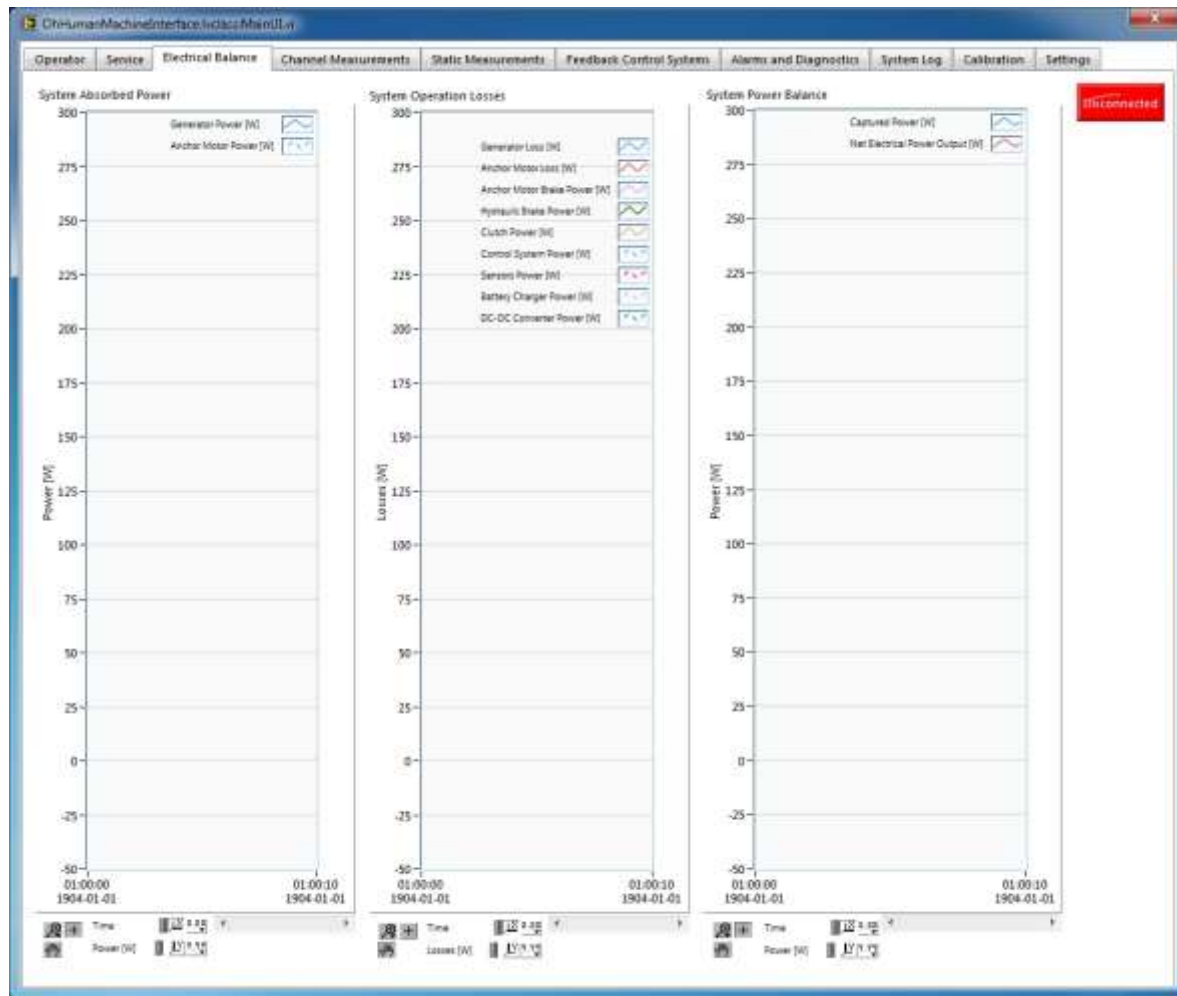 OhHumanMachineInterface.lvclass:MainUI.vi
Operator Service Electrical Balance Channel Measurements Static Measurements Feedback Control Systems Alarms and Diagnostics System Log Calibration Settings
Disconnected
System Absorbed Power
Generator Power [W]
Anchor Motor Power [W]
300
275
250
225
200
175
150
125
100
75
50
25
0
-25
-50
Power [W]
01:00:00
1904-01-01
01:00:10
1904-01-01
Time
Power [W]
System Operation Losses
Generator Loss [W]
Anchor Motor Loss [W]
Anchor Motor Brake Power [W]
Hydraulic Brake Power [W]
Clutch Power [W]
Control System Power [W]
Sensors Power [W]
Battery Charger Power [W]
DC-DC Converter Power [W]
300
275
250
225
200
175
150
125
100
75
50
25
0
-25
-50
Losses [W]
01:00:00
1904-01-01
01:00:10
1904-01-01
Time
Losses [W]
System Power Balance
Captured Power [W]
Net Electrical Power Output [W]
300
275
250
225
200
175
150
125
100
75
50
25
0
-25
-50
Power [W]
01:00:00
1904-01-01
01:00:10
1904-01-01
Time
Power [W]